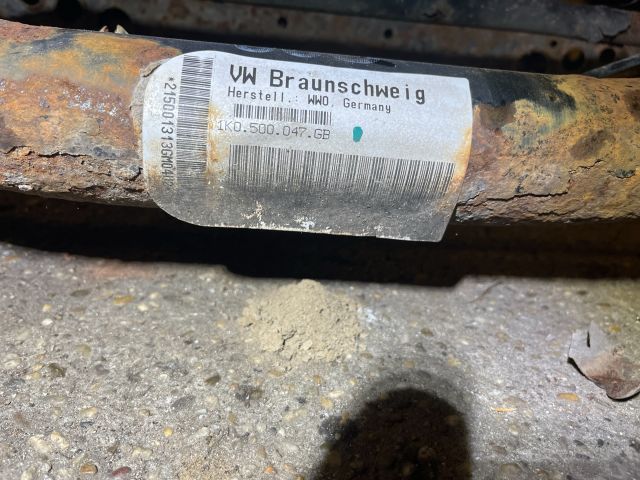 VW Braunschweig
Herstell.: WWO, Germany
1K0.500.047.GB